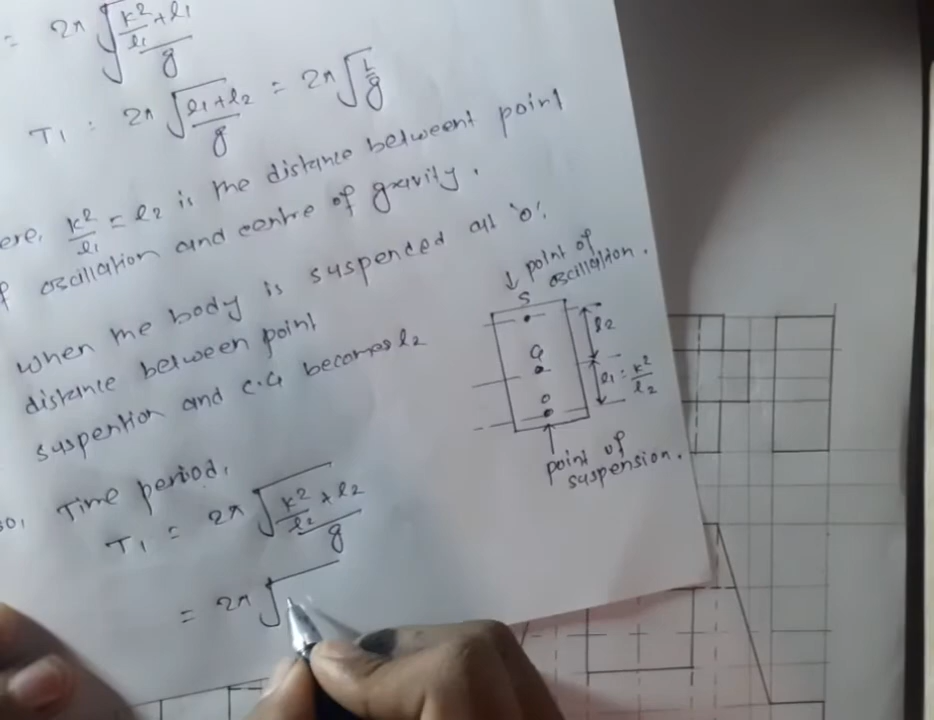 = 2π √((k²/l1 + l1)/g)
T1 = 2π √((l1+l2)/g) = 2π √(L/g)
ere, k²/l1 = l2 is the distance betweent point
f oscillation and centre of gravity.
When the body is suspended at 'o'.
distance between point
suspention and C.G becomes l2
so, Time period,
T1 = 2π √((k²/l2 + l2)/g)
= 2π √
↓ point of
oscillation.
S
l2
G
l1 = k²/l2
o
point of
suspension.